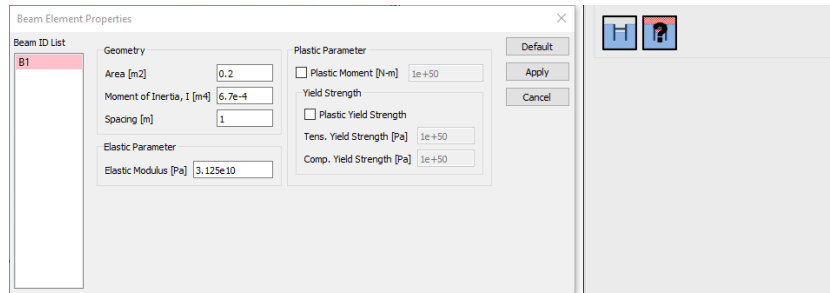 Beam Element Properties
Beam ID List
B1
Geometry
Area [m2] 0.2
Moment of Inertia, I [m4] 6.7e-4
Spacing [m] 1
Elastic Parameter
Elastic Modulus [Pa] 3.125e10
Plastic Parameter
Plastic Moment [N-m] 1e+50
Yield Strength
Plastic Yield Strength
Tens. Yield Strength [Pa] 1e+50
Comp. Yield Strength [Pa] 1e+50
Default
Apply
Cancel
H ?